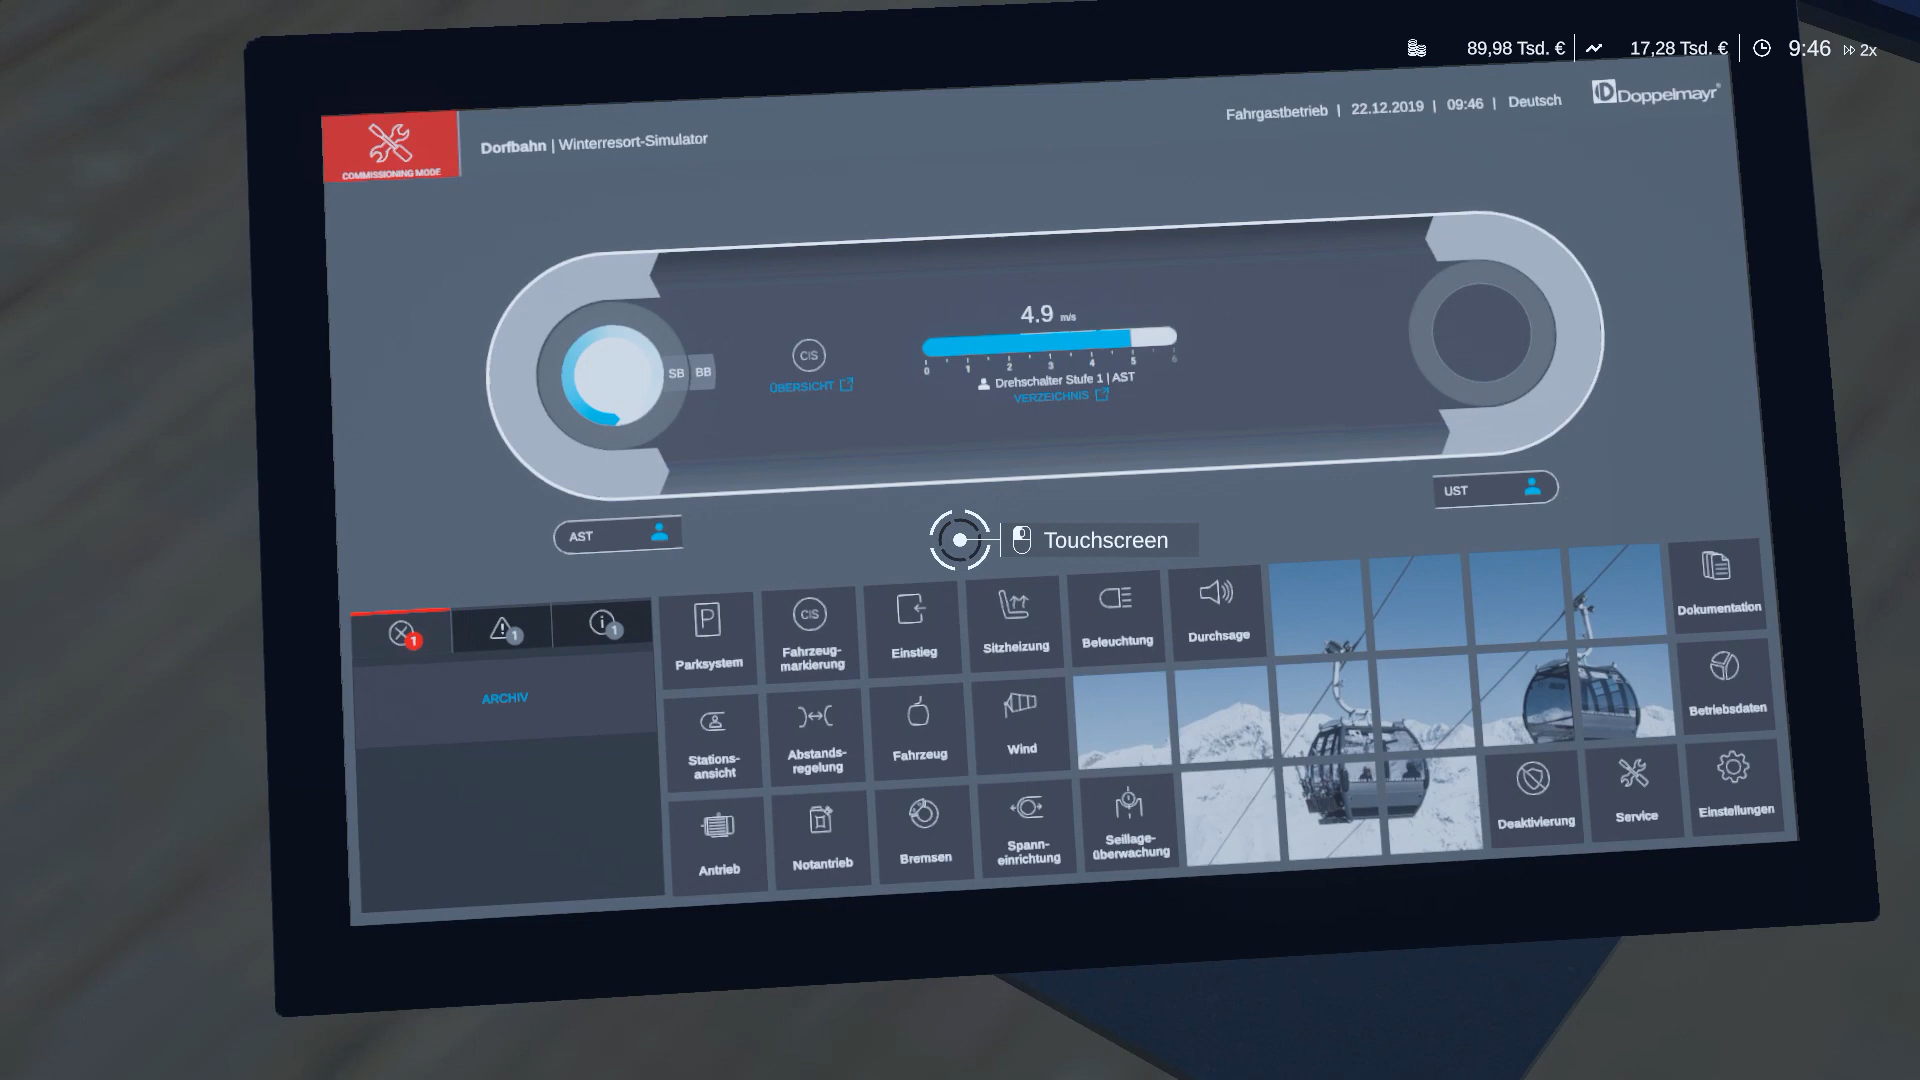 89,98 Tsd. €
17,28 Tsd. €
9:46
2x
COMMISSIONING MODE
Dorfbahn | Winterresort-Simulator
Fahrgastbetrieb | 22.12.2019 | 09:46 | Deutsch
Doppelmayr
4.9 m/s
0 1 2 3 4 5 6
SB BB
CIS
ÜBERSICHT
Drehschalter Stufe 1 | AST
VERZEICHNIS
AST
UST
Touchscreen
1
1
1
ARCHIV
P
Parksystem
CIS
Fahrzeug-
markierung
Einstieg
Sitzheizung
Beleuchtung
Durchsage
Dokumentation
Stations-
ansicht
Abstands-
regelung
Fahrzeug
Wind
Betriebsdaten
Antrieb
Notantrieb
Bremsen
Spann-
einrichtung
Seillage-
überwachung
Deaktivierung
Service
Einstellungen